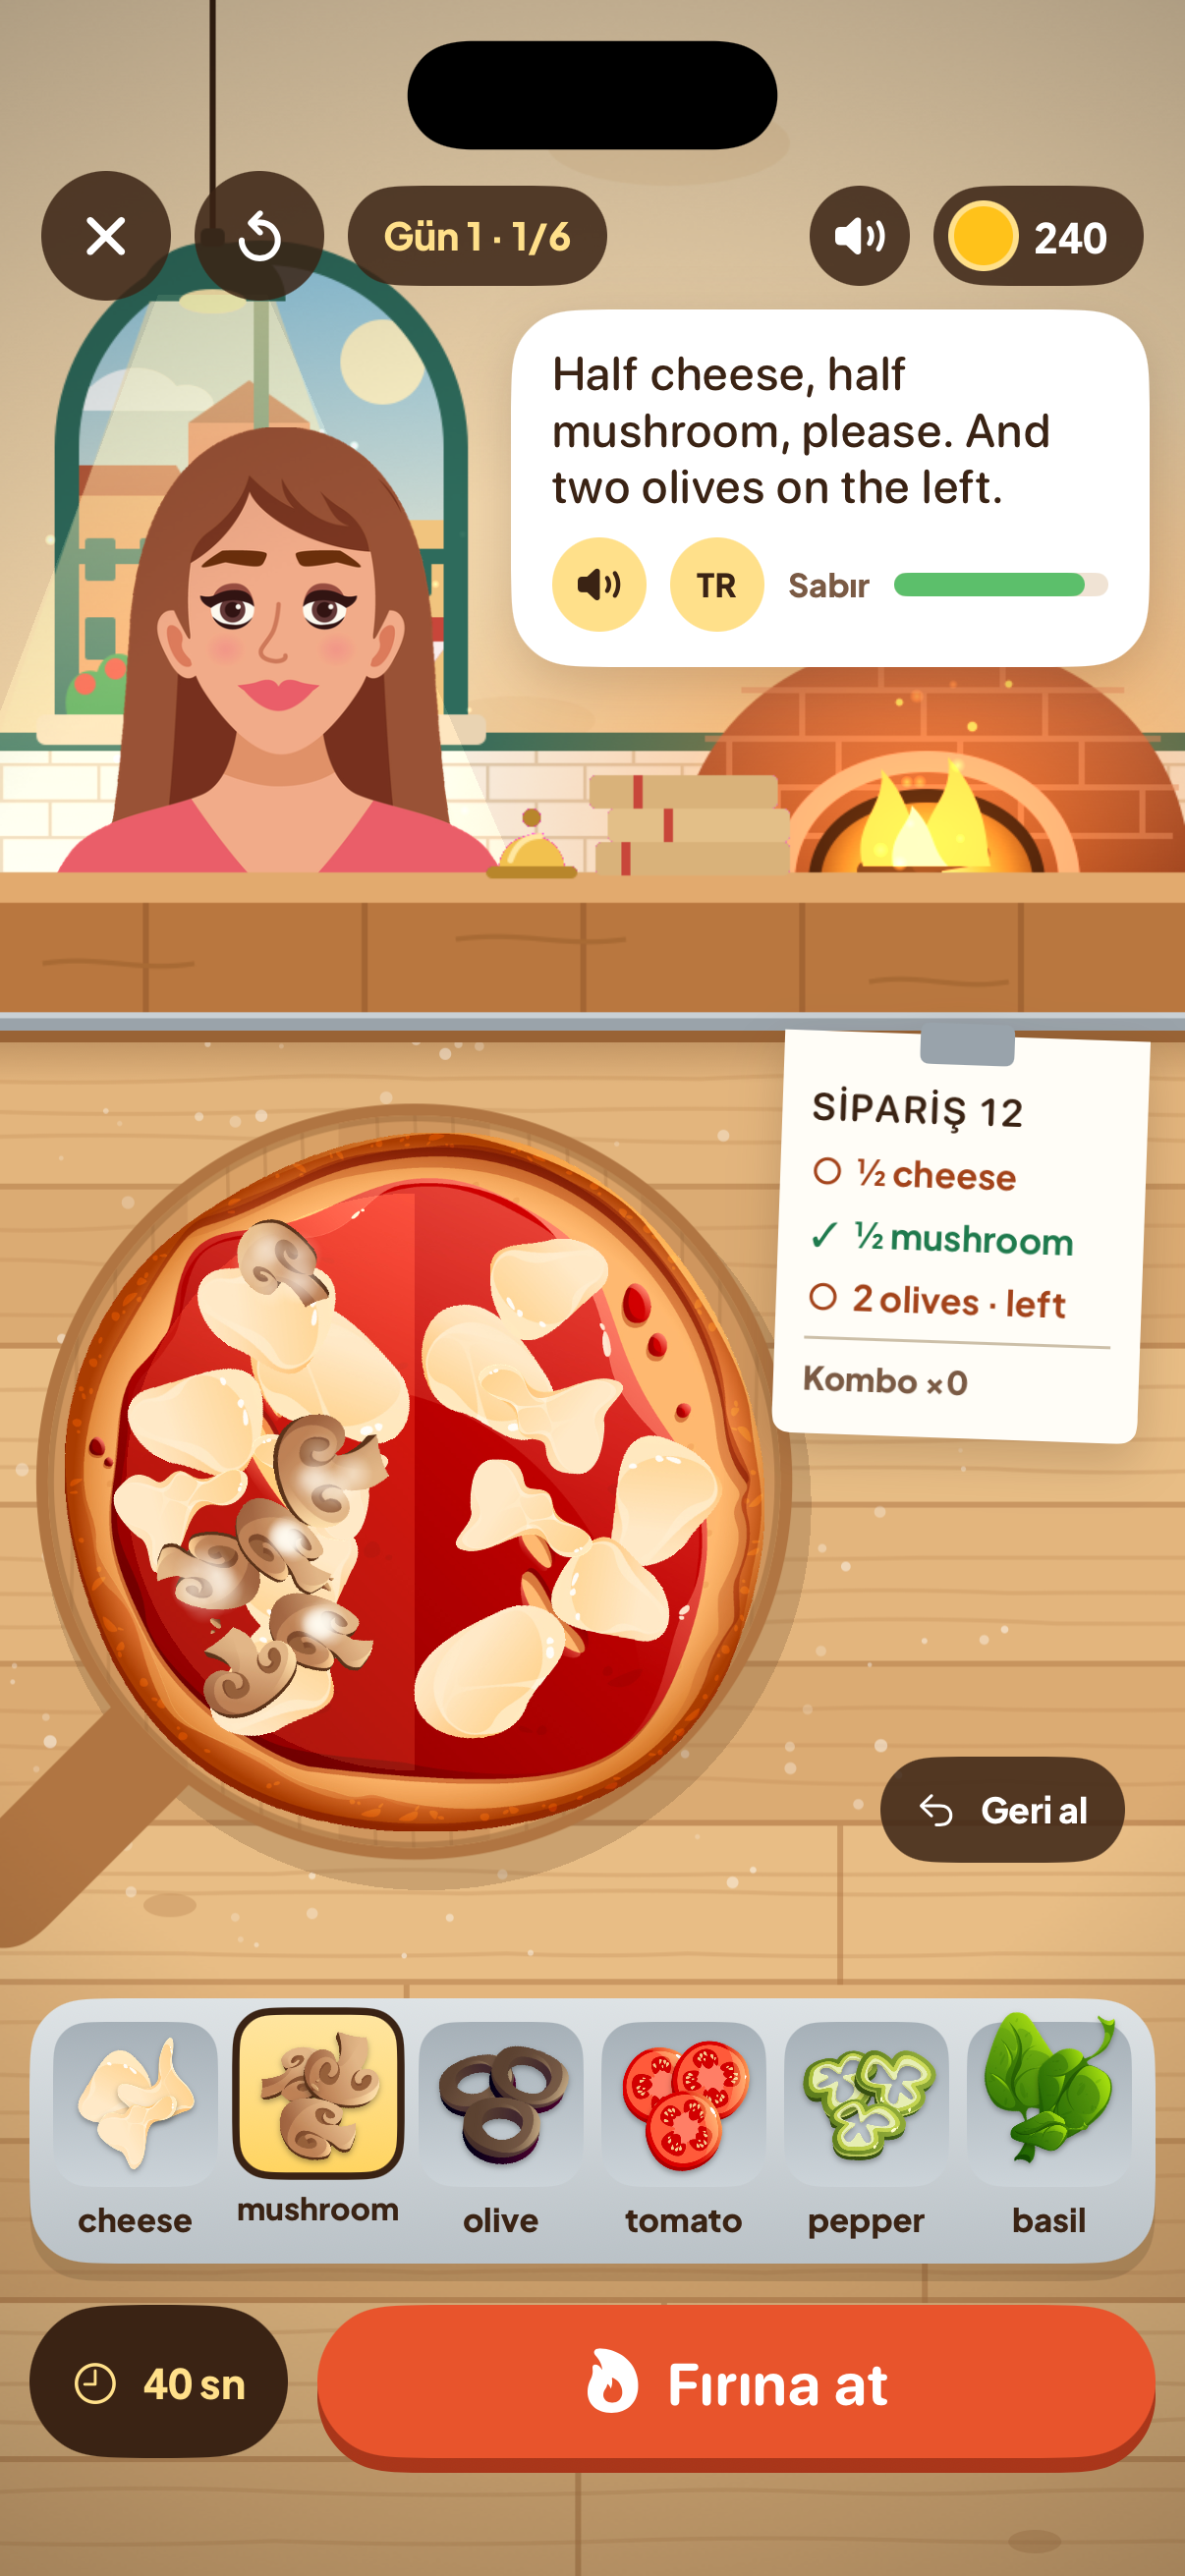 Gün 1 · 1/6
240
Half cheese, half
mushroom, please. And
two olives on the left.
TR
Sabır
SİPARİŞ 12
½ cheese
✓ ½ mushroom
2 olives · left
Kombo ×0
Geri al
cheese
mushroom
olive
tomato
pepper
basil
40 sn
Fırına at